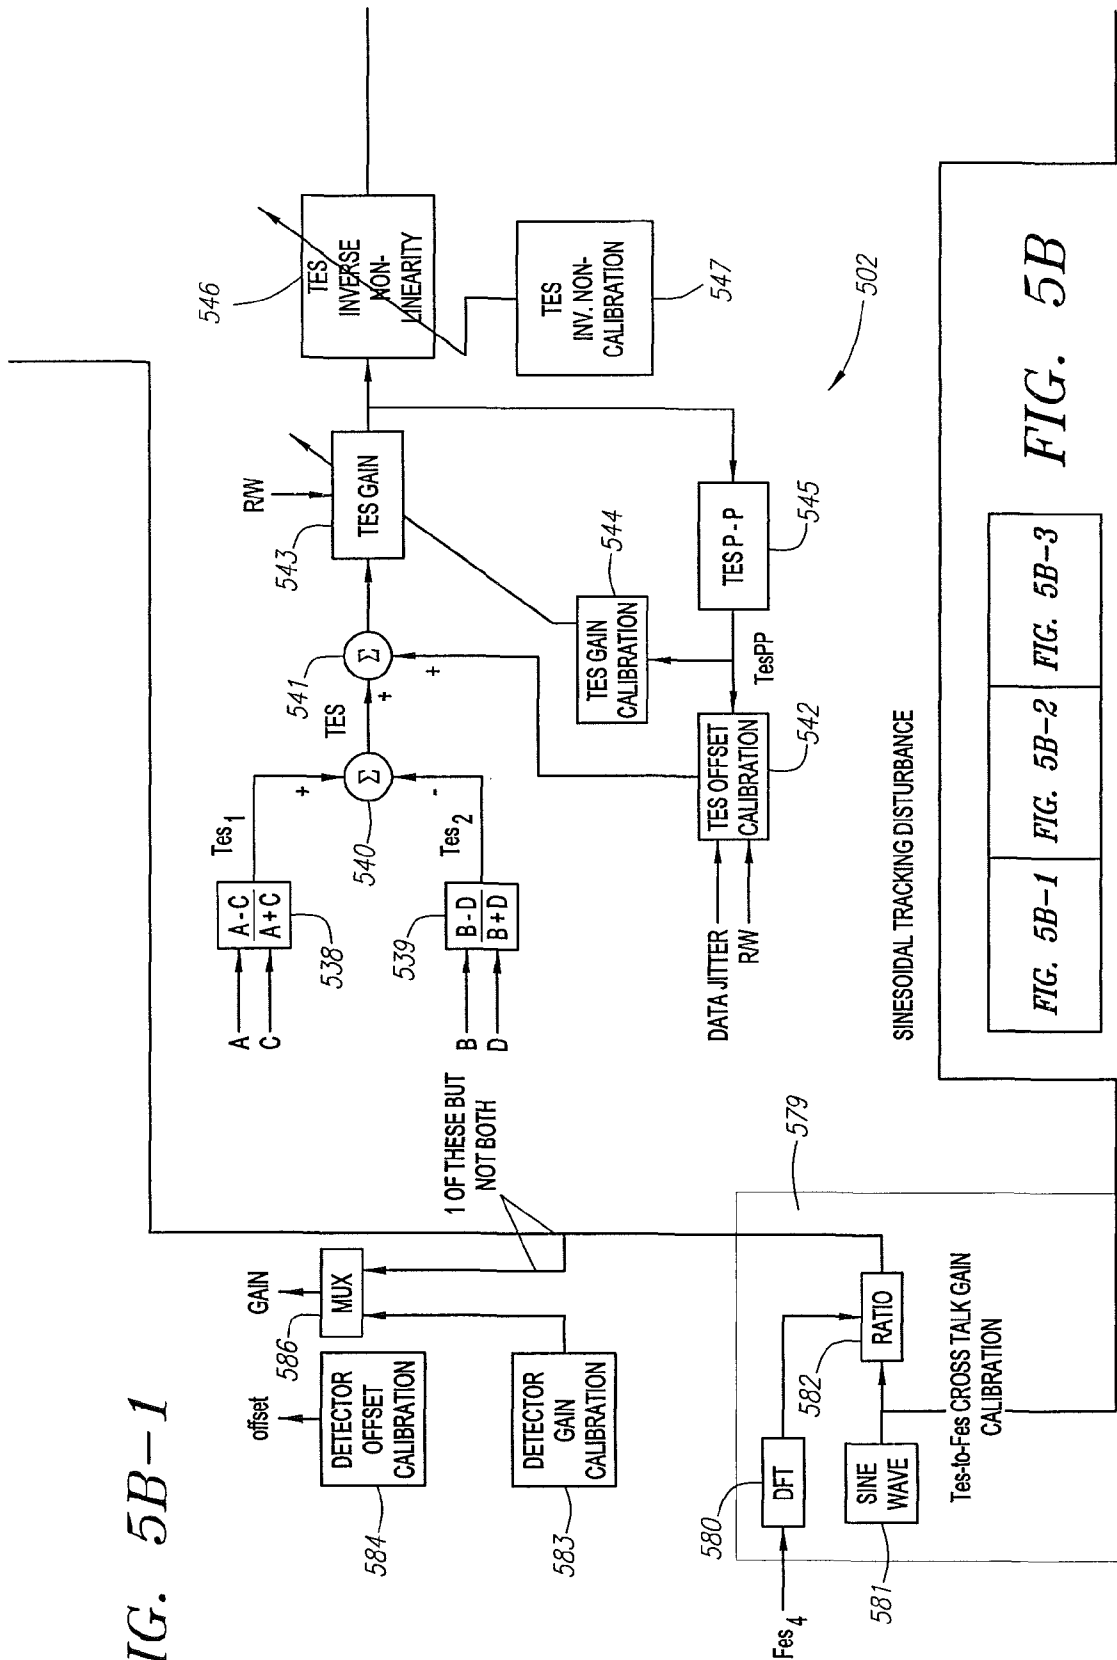 IG. 5B-1
offset
GAIN
DETECTOR
OFFSET
CALIBRATION
584
586
MUX
1 OF THESE BUT
NOT BOTH
DETECTOR
GAIN
CALIBRATION
583
A
C
A - C
A + C
538
Tes1
+
B
D
B - D
B + D
539
Tes2
-
Σ
540
TES
+
Σ
541
+
R/W
TES GAIN
543
TES
INVERSE
NON-
LINEARITY
546
TES
INV. NON-
CALIBRATION
547
TES GAIN
CALIBRATION
544
TES P - P
545
TesPP
DATA JITTER
R/W
TES OFFSET
CALIBRATION
542
502
Fes4
DFT
580
SINE
WAVE
581
RATIO
582
579
Tes-to-Fes CROSS TALK GAIN
CALIBRATION
SINESOIDAL TRACKING DISTURBANCE
FIG. 5B-1
FIG. 5B-2
FIG. 5B-3
FIG. 5B